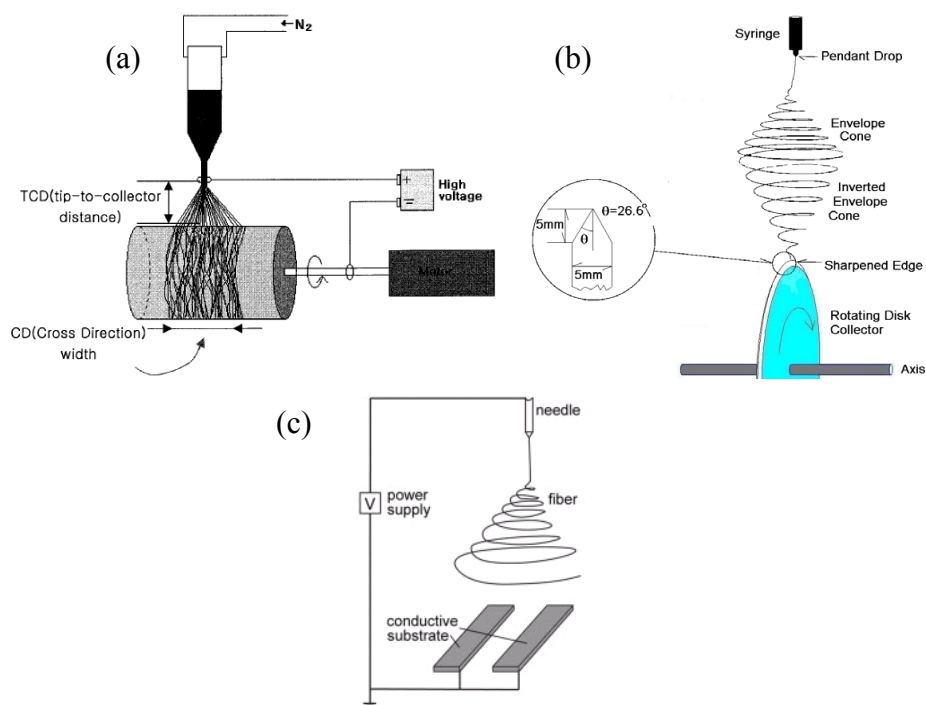 (a)
←N₂
TCD(tip-to-collector
distance)
+
=
High
voltage
Motor
CD(Cross Direction)
width
(b)
Syringe
Pendant Drop
Envelope
Cone
Inverted
Envelope
Cone
θ=26.6°
5mm
θ
5mm
Sharpened Edge
Rotating Disk
Collector
Axis
(c)
needle
V
power
supply
fiber
conductive
substrate